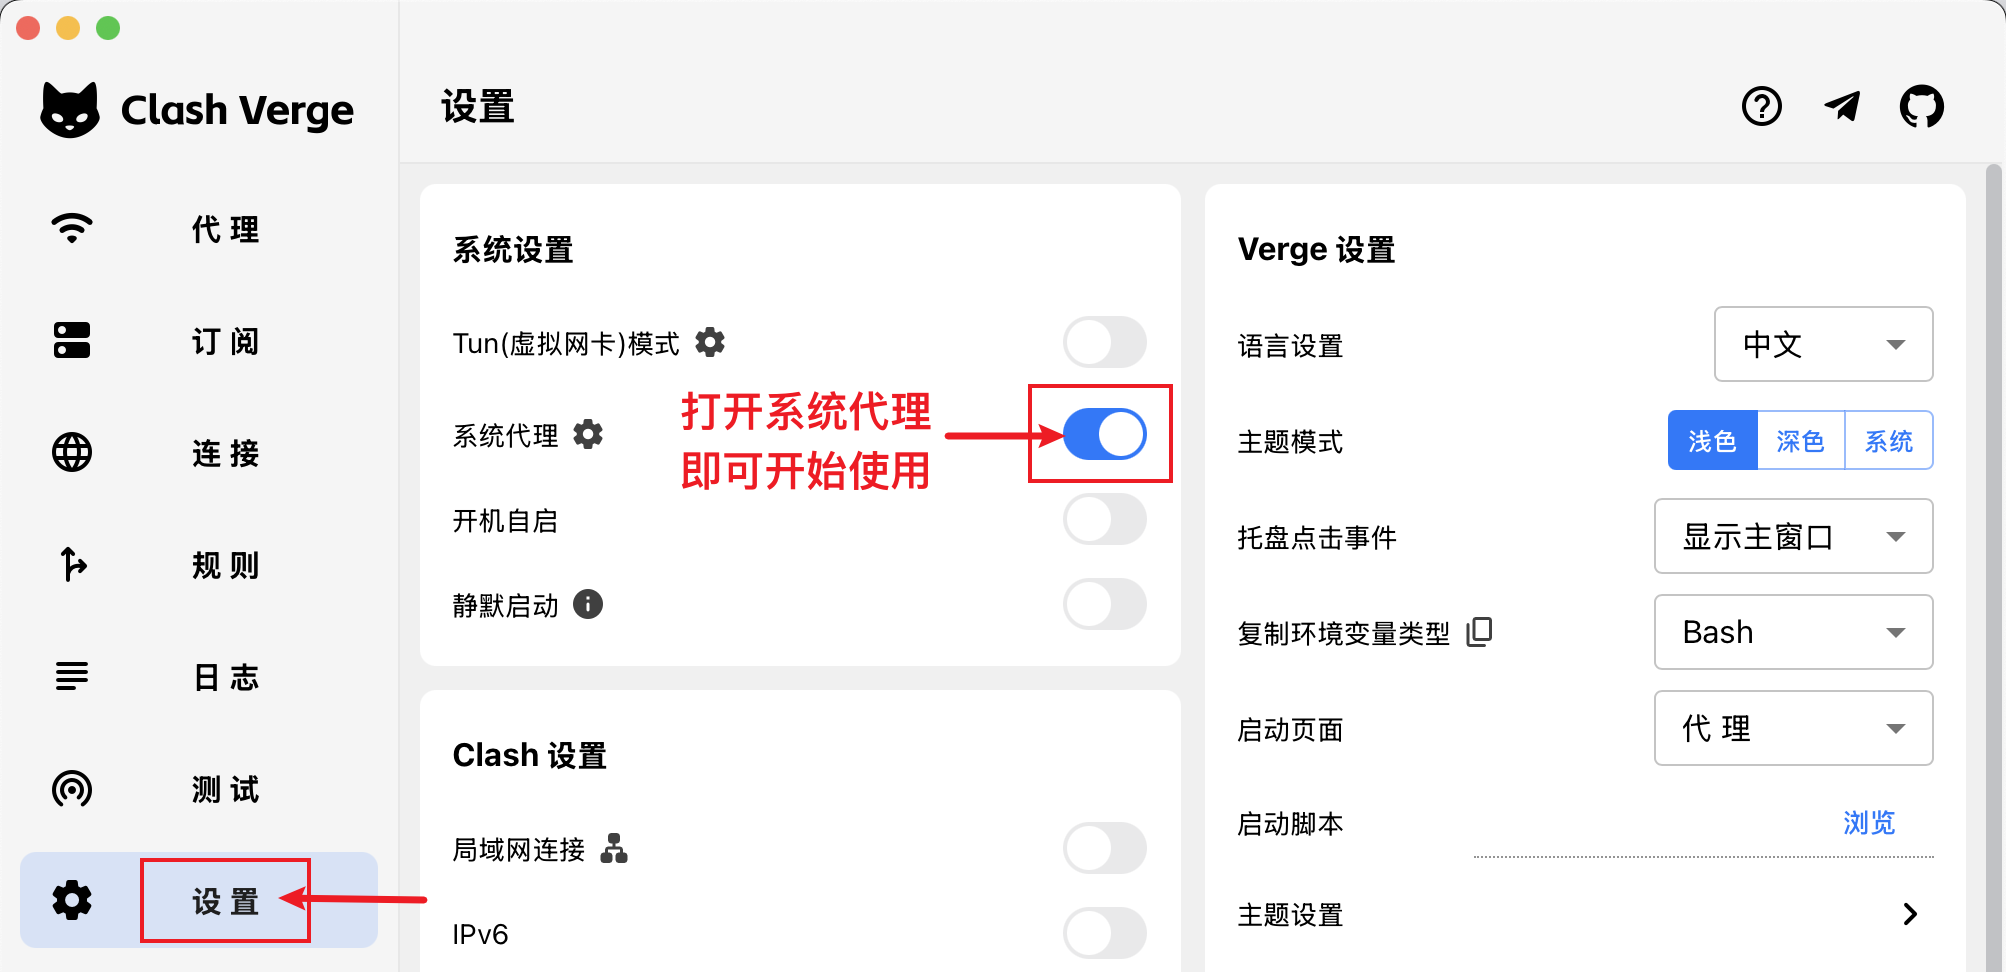 Clash Verge
代 理
订 阅
连 接
规 则
日 志
测 试
设 置
设置
系统设置
Tun(虚拟网卡)模式
系统代理
打开系统代理
即可开始使用
开机自启
静默启动
Clash 设置
局域网连接
IPv6
Verge 设置
语言设置
中文
主题模式
浅色 深色 系统
托盘点击事件
显示主窗口
复制环境变量类型
Bash
启动页面
代 理
启动脚本
浏览
主题设置